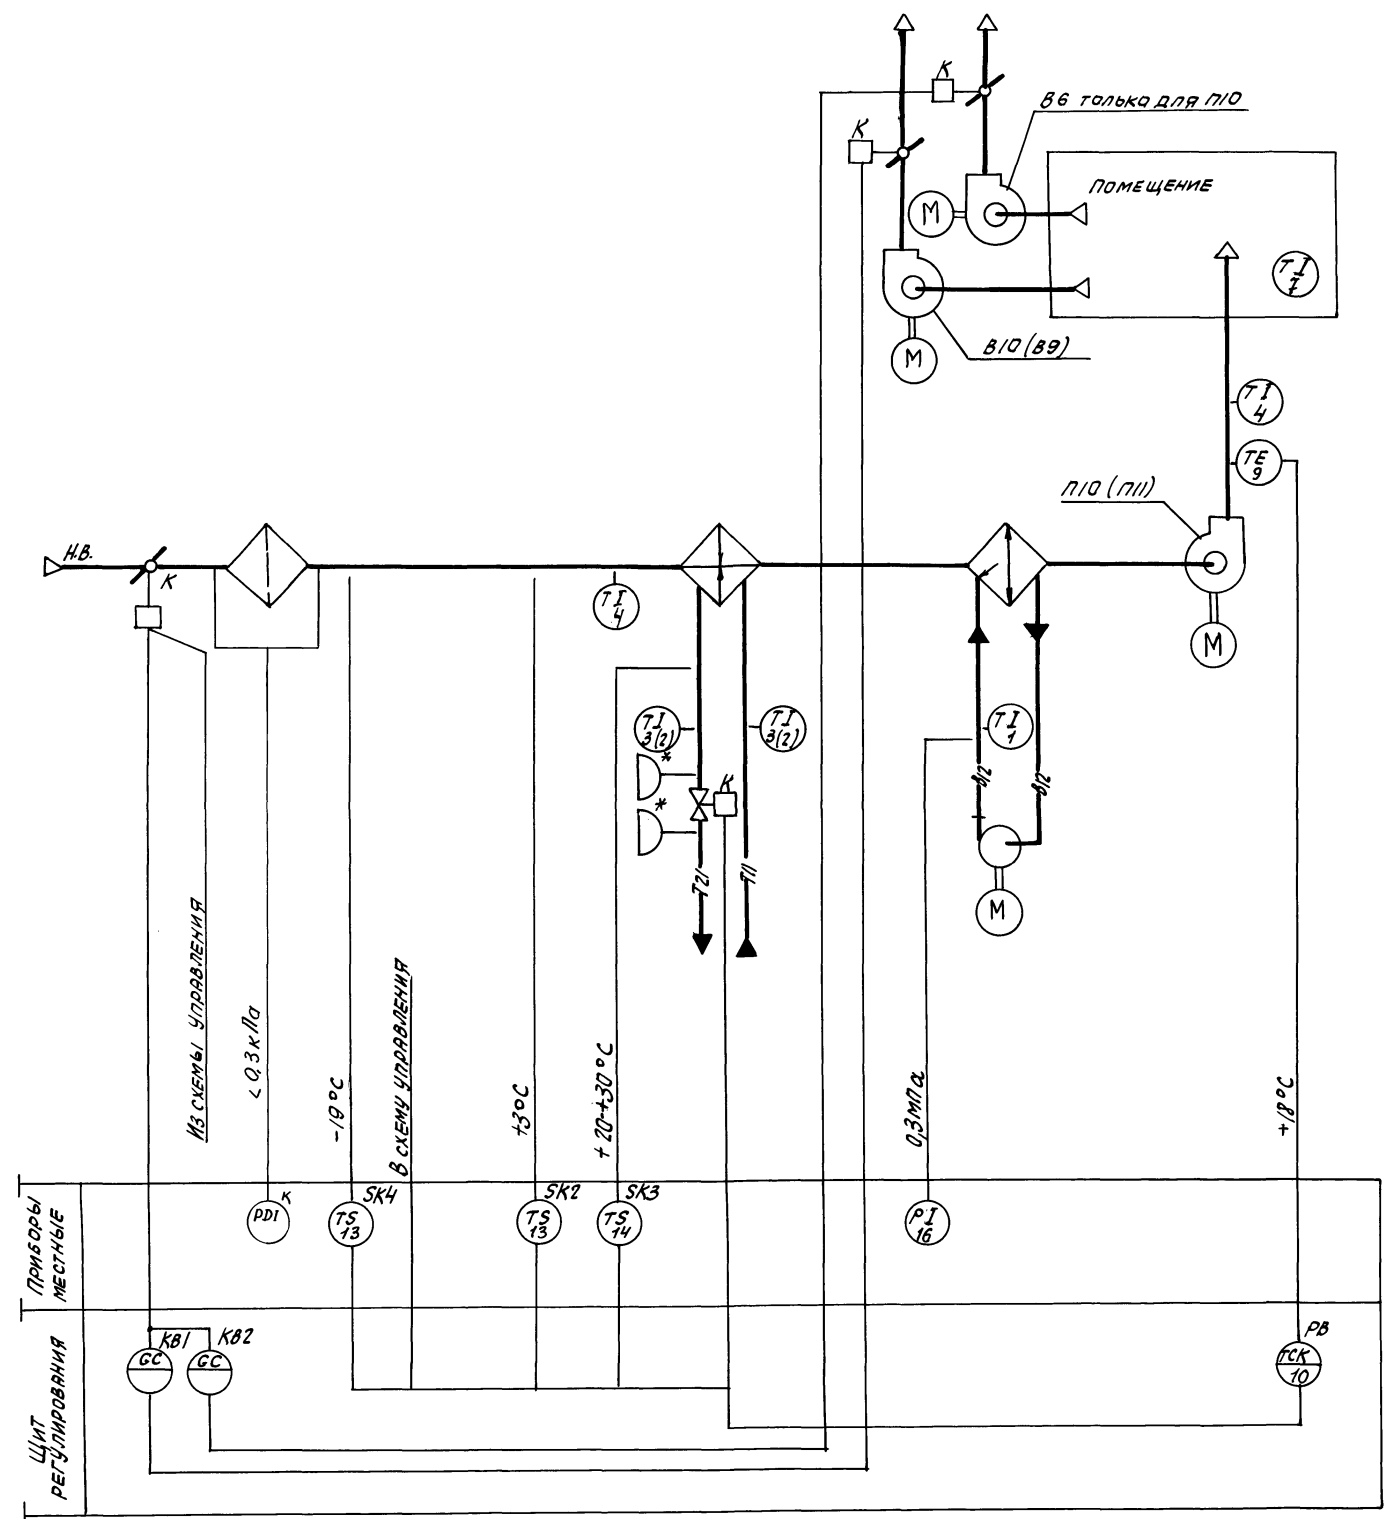 К
В6 только для П10
К
Помещение
М
TI
7
М
В10 (В9)
TI
4
TE
9
П10 (П11)
Н.В.
К
TI
4
М
TI
3(2)
*
TI
3(2)
К
*
TI
1
В12
В12
Т21
Т11
М
Из схемы управления
<0,3 кПа
-19°C
В схему управления
+3°C
+20÷+30°C
0,3мпа
+18°C
Приборы
местные
PDI
К
SK4
TS
13
SK2
TS
13
SK3
TS
14
PI
16
Щит
регулирования
KB1
GC
KB2
GC
РВ
TCK
10